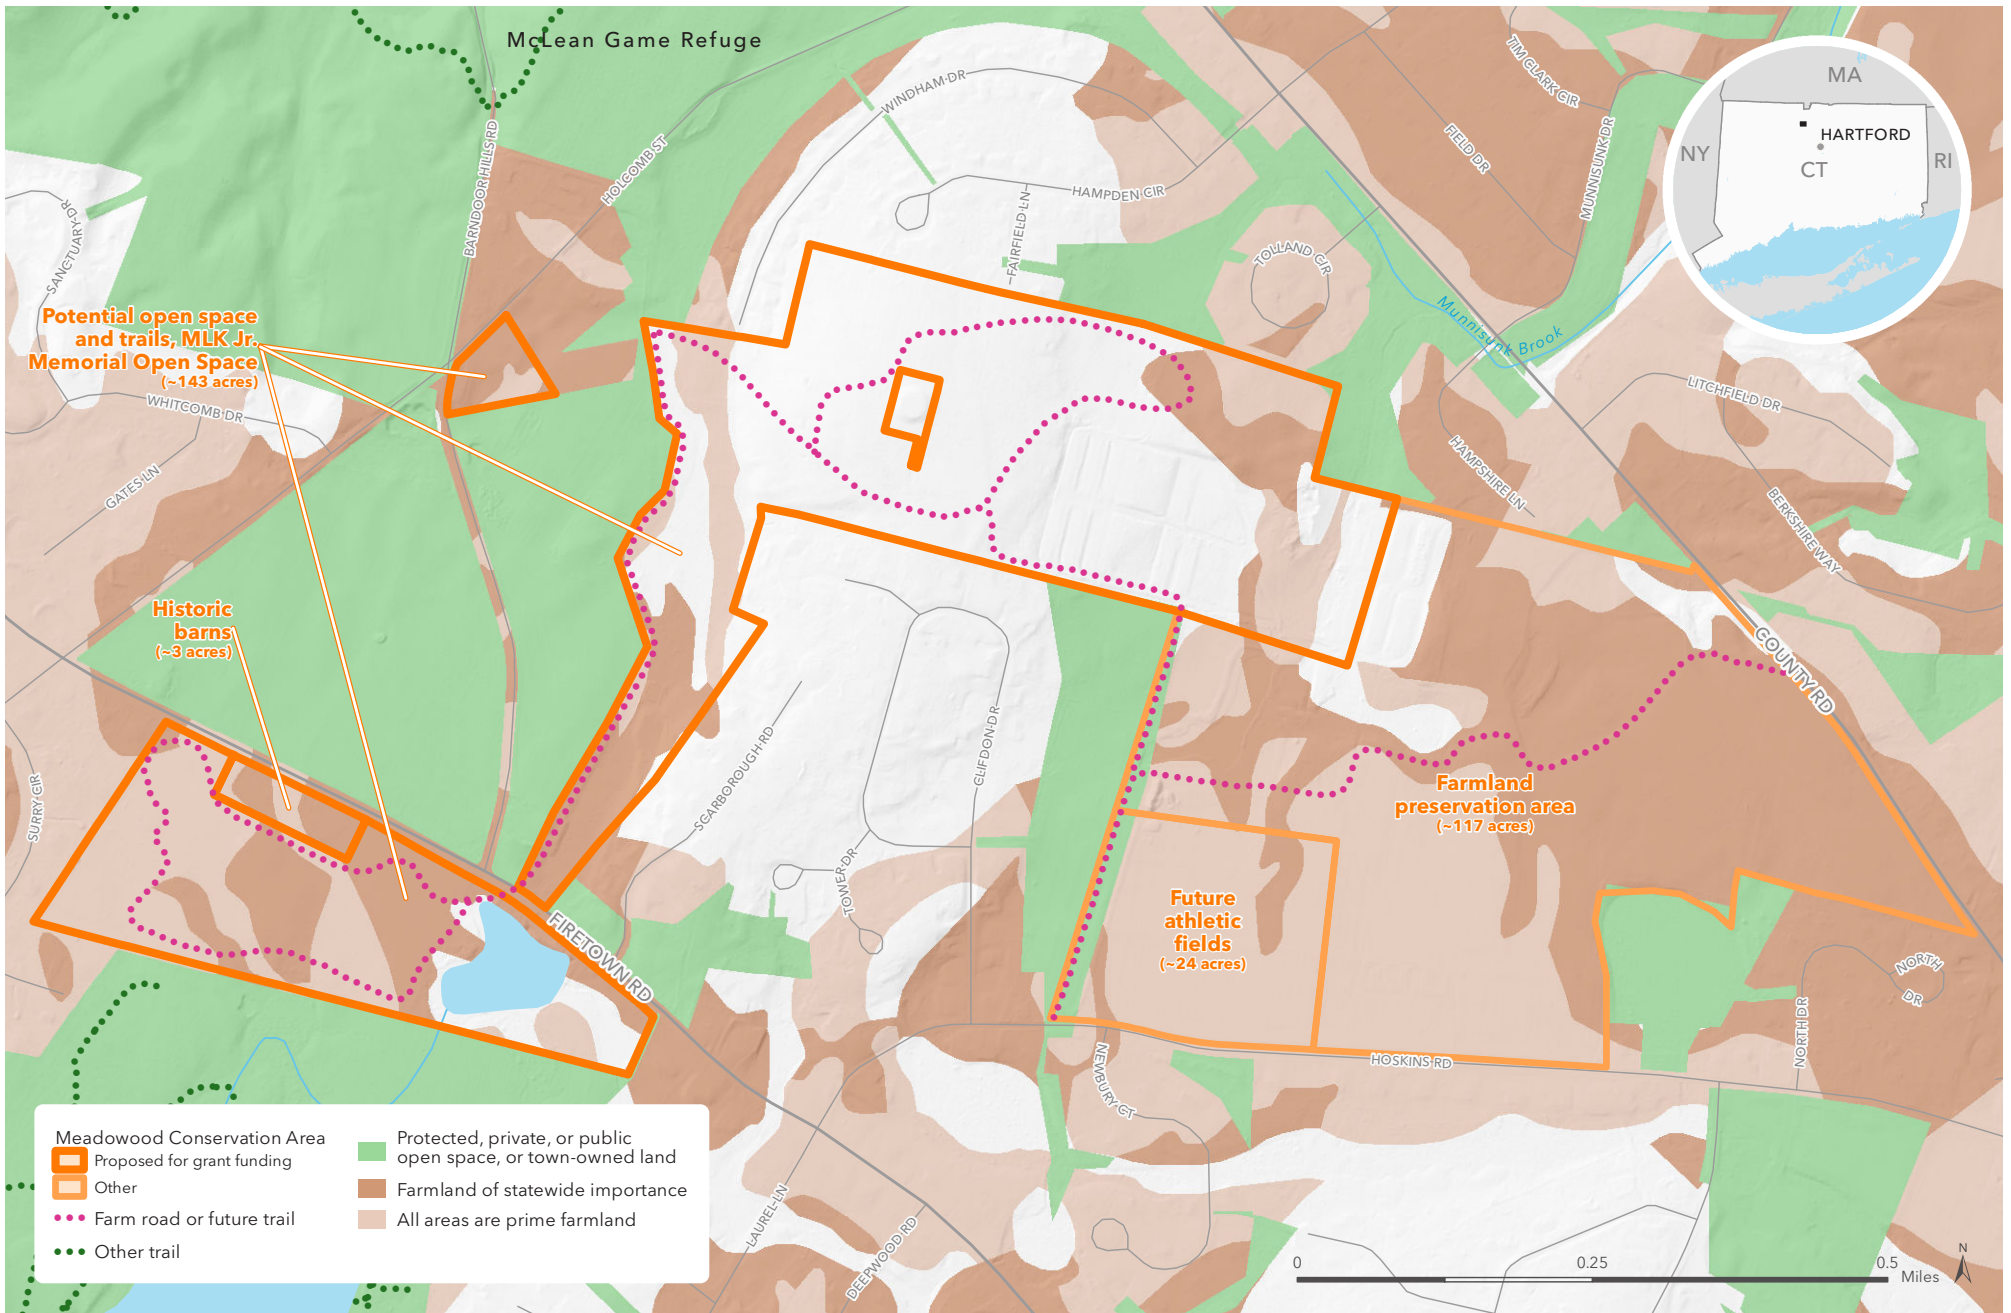 McLean Game Refuge
WINDHAM DR
TIM CLARK CIR
FIELD DR
MUNNISUNK DR
MA
HARTFORD
NY
CT
RI
BARNDOOR HILLS RD
HOLCOMB ST
SANCTUARY DR
HAMPDEN CIR
FAIRFIELD LN
TOLLAND CIR
Munnisunk Brook
Potential open space
and trails, MLK Jr.
Memorial Open Space
(~143 acres)
WHITCOMB DR
GATES LN
LITCHFIELD DR
HAMPSHIRE LN
BERKSHIRE WAY
Historic
barns
(~3 acres)
COUNTY RD
SURRY CIR
SCARBOROUGH RD
CLIFDON DR
TOWER DR
Farmland
preservation area
(~117 acres)
Future
athletic
fields
(~24 acres)
FIRETOWN RD
NORTH
DR
NORTH DR
HOSKINS RD
NEWBURY CT
LAUREL LN
DEEPWOOD RD
Meadowood Conservation Area
Proposed for grant funding
Other
Farm road or future trail
Other trail
Protected, private, or public
open space, or town-owned land
Farmland of statewide importance
All areas are prime farmland
0 0.25 0.5
Miles
N